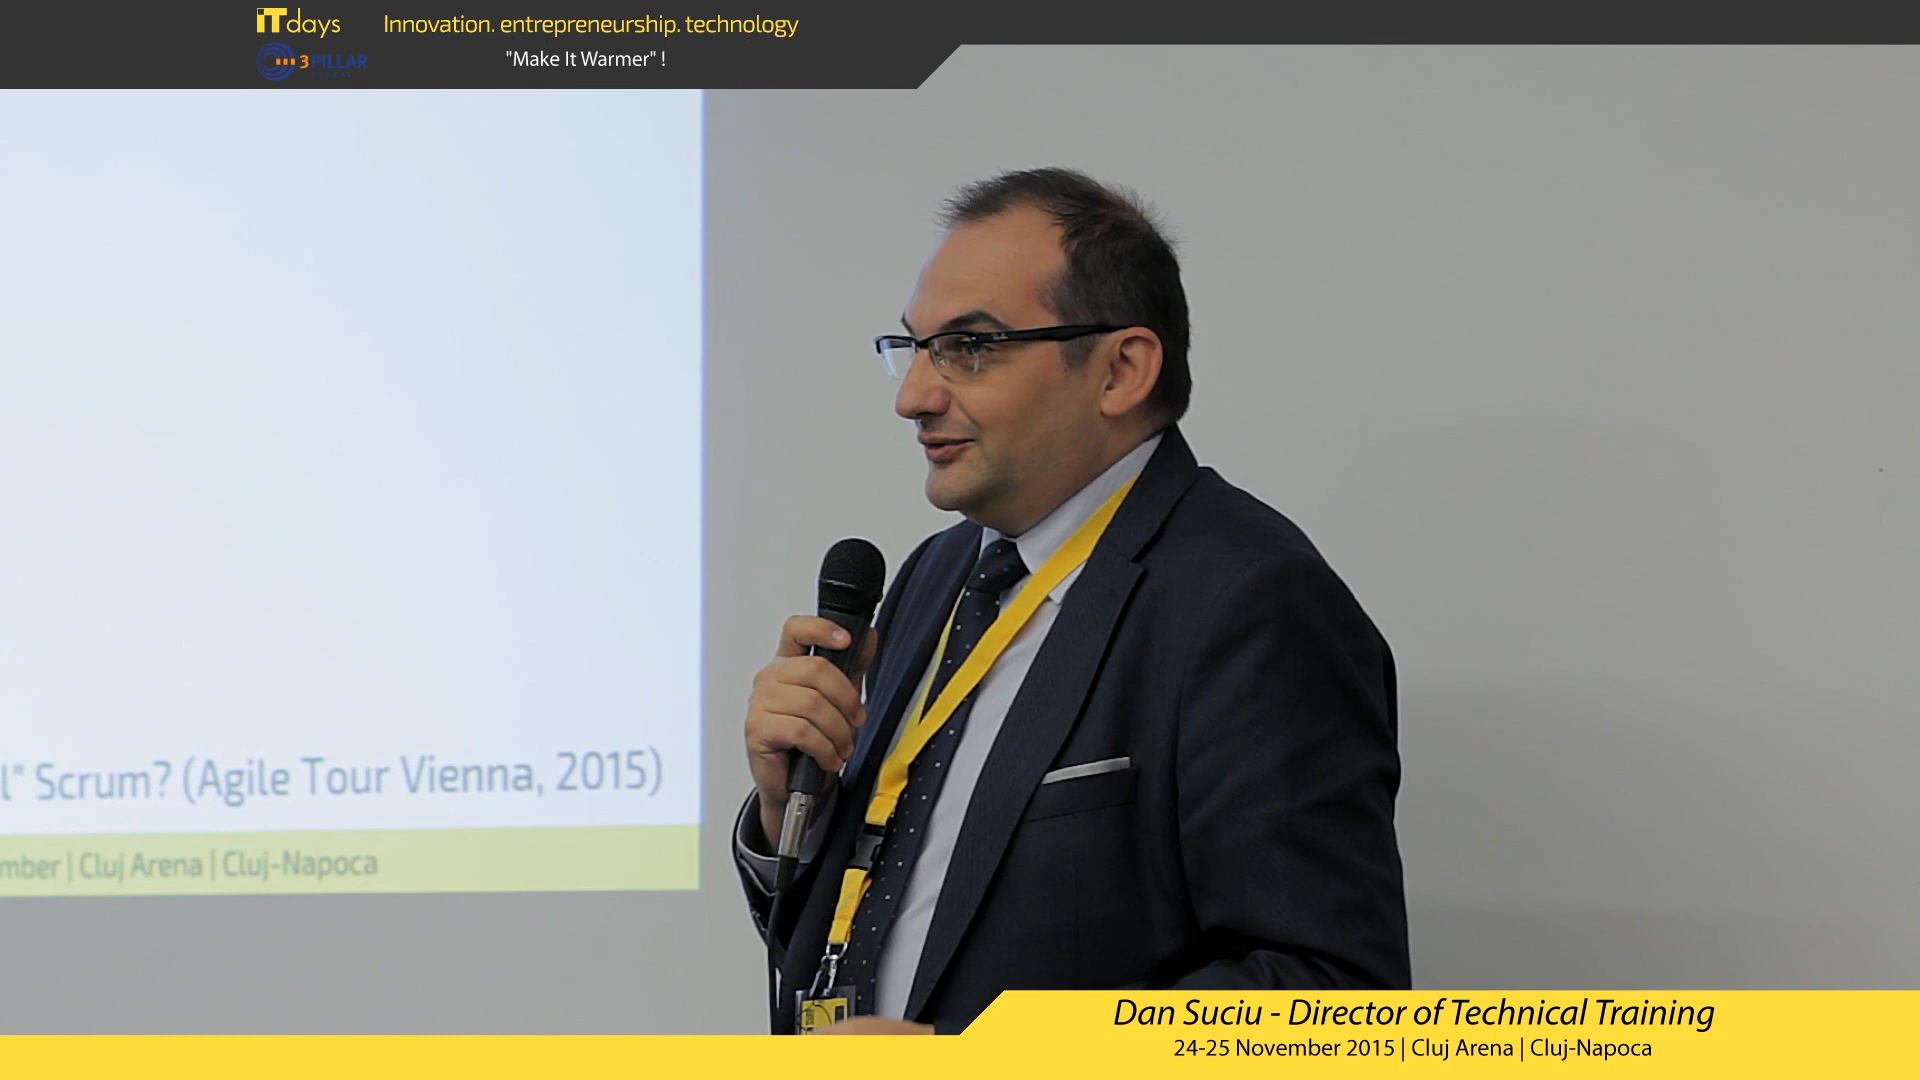 iTdays
Innovation. entrepreneurship. technology
3PILLAR
"Make It Warmer" !
l" Scrum? (Agile Tour Vienna, 2015)
mber | Cluj Arena | Cluj-Napoca
Dan Suciu - Director of Technical Training
24-25 November 2015 | Cluj Arena | Cluj-Napoca